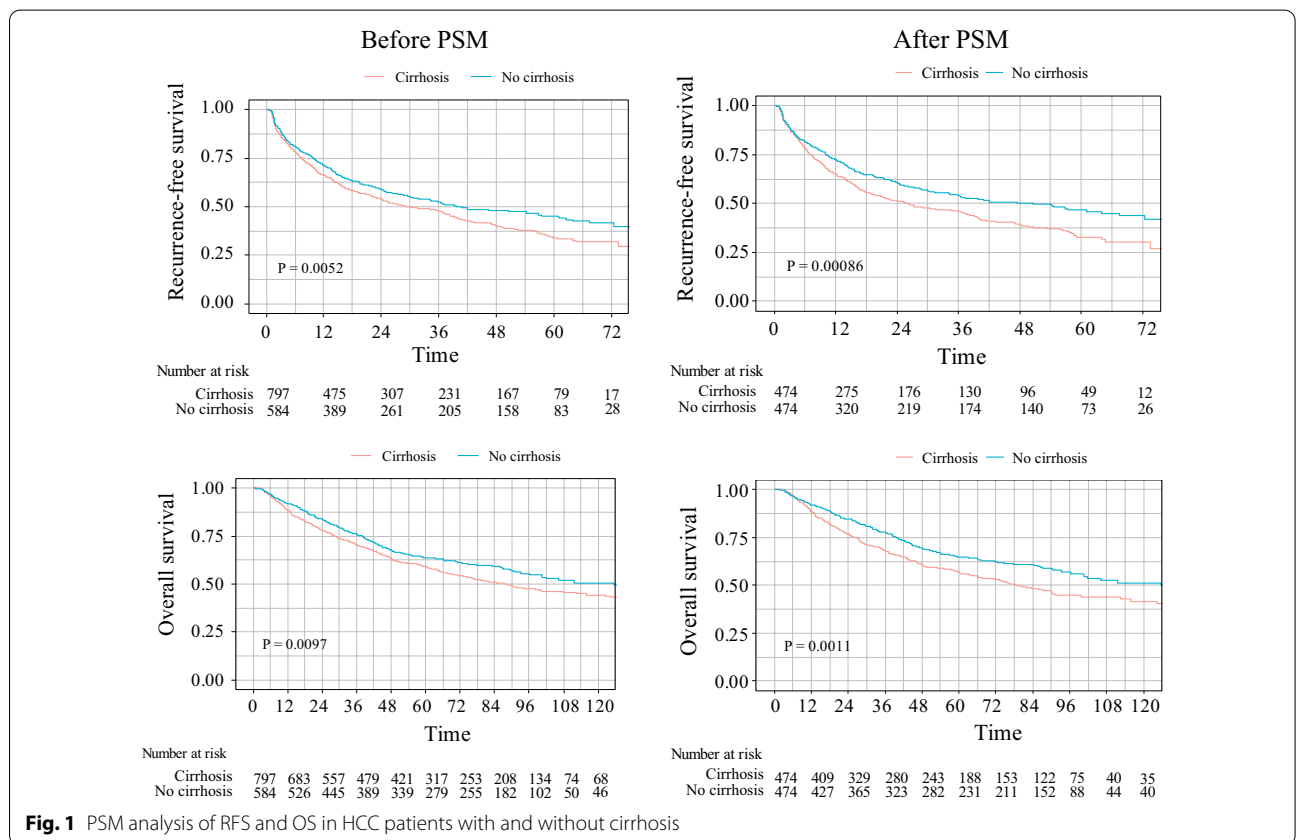 Before PSM
Cirrhosis No cirrhosis
Recurrence-free survival
1.00
0.75
0.50
0.25
0.00
P = 0.0052
0 12 24 36 48 60 72
Time
Number at risk
Cirrhosis 797 475 307 231 167 79 17
No cirrhosis 584 389 261 205 158 83 28
After PSM
Cirrhosis No cirrhosis
Recurrence-free survival
1.00
0.75
0.50
0.25
0.00
P = 0.00086
0 12 24 36 48 60 72
Time
Number at risk
Cirrhosis 474 275 176 130 96 49 12
No cirrhosis 474 320 219 174 140 73 26
Cirrhosis No cirrhosis
Overall survival
1.00
0.75
0.50
0.25
0.00
P = 0.0097
0 12 24 36 48 60 72 84 96 108 120
Time
Number at risk
Cirrhosis 797 683 557 479 421 317 253 208 134 74 68
No cirrhosis 584 526 445 389 339 279 255 182 102 50 46
Cirrhosis No cirrhosis
Overall survival
1.00
0.75
0.50
0.25
0.00
P = 0.0011
0 12 24 36 48 60 72 84 96 108 120
Time
Number at risk
Cirrhosis 474 409 329 280 243 188 153 122 75 40 35
No cirrhosis 474 427 365 323 282 231 211 152 88 44 40
Fig. 1 PSM analysis of RFS and OS in HCC patients with and without cirrhosis